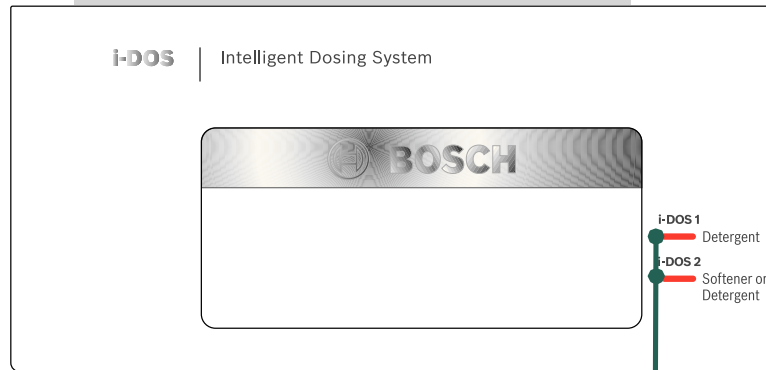 i-DOS
Intelligent Dosing System
BOSCH
i-DOS 1
Detergent
i-DOS 2
Softener or
Detergent